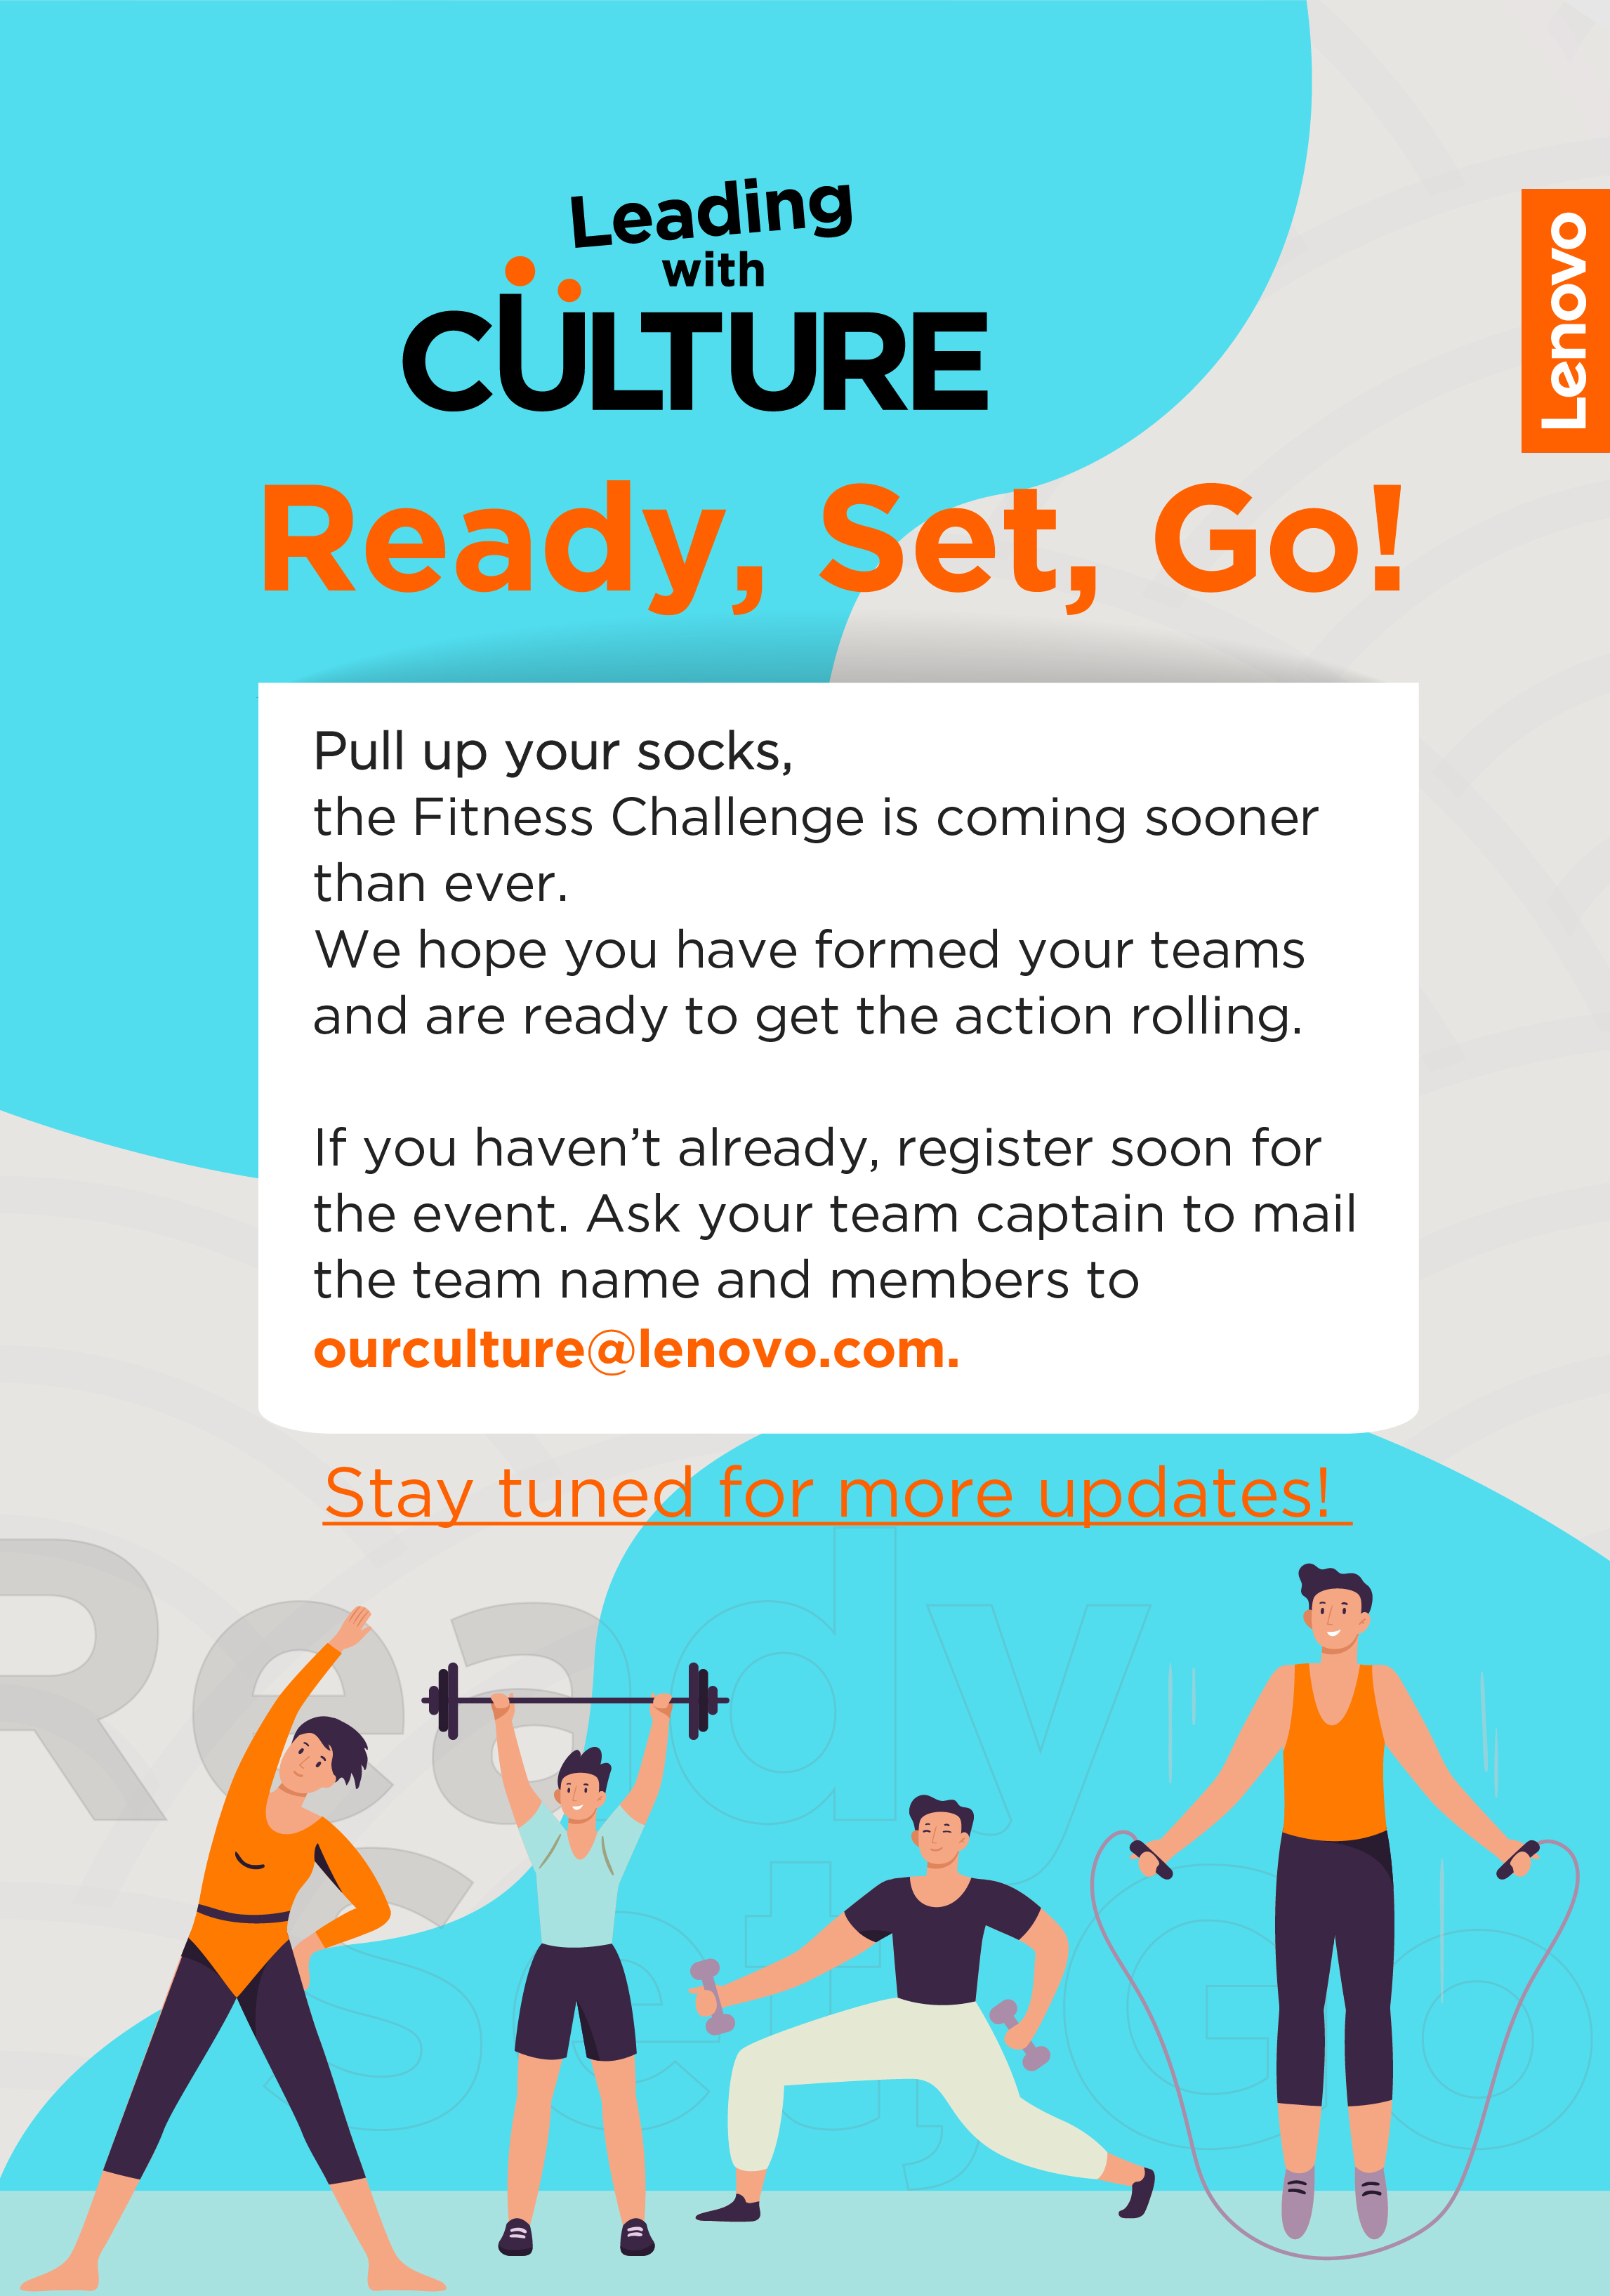 Leading
with
CULTURE
Lenovo
Ready, Set, Go!
Pull up your socks,
the Fitness Challenge is coming sooner
than ever.
We hope you have formed your teams
and are ready to get the action rolling.
If you haven’t already, register soon for
the event. Ask your team captain to mail
the team name and members to
ourculture@lenovo.com.
Stay tuned for more updates!
Ready
Set, Go